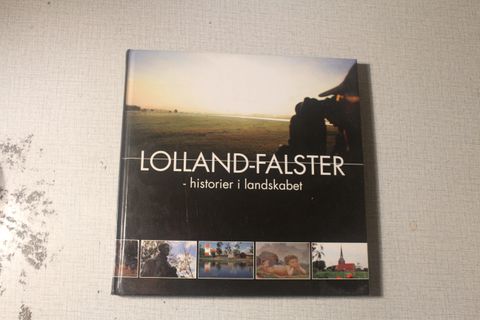 LOLLAND-FALSTER
- historier i landskabet